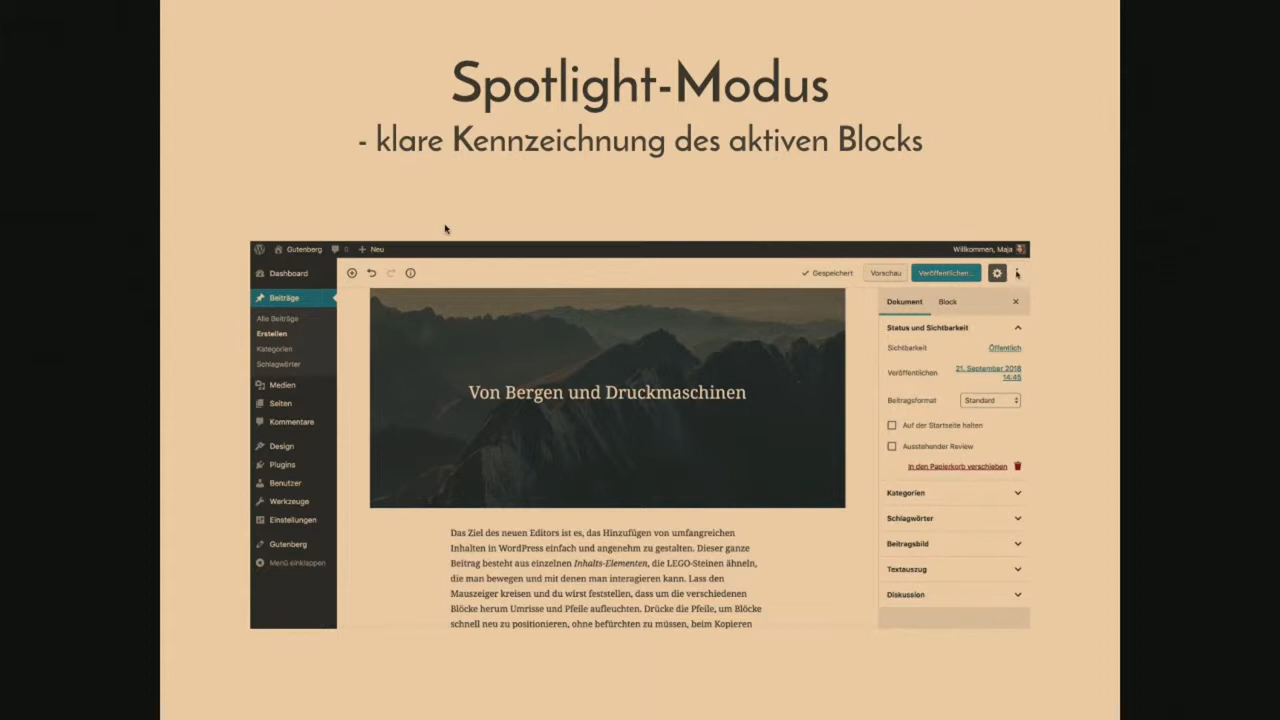 Spotlight-Modus
- klare Kennzeichnung des aktiven Blocks
Gutenberg 0 Neu
Willkommen, Maja
Dashboard
Beiträge
Alle Beiträge
Erstellen
Kategorien
Schlagwörter
Medien
Seiten
Kommentare
Design
Plugins
Benutzer
Werkzeuge
Einstellungen
Gutenberg
Menü einklappen
Gespeichert
Vorschau
Veröffentlichen...
Von Bergen und Druckmaschinen
Das Ziel des neuen Editors ist es, das Hinzufügen von umfangreichen
Inhalten in WordPress einfach und angenehm zu gestalten. Dieser ganze
Beitrag besteht aus einzelnen Inhalts-Elementen, die LEGO-Steinen ähneln,
die man bewegen und mit denen man interagieren kann. Lass den
Mauszeiger kreisen und du wirst feststellen, dass um die verschiedenen
Blöcke herum Umrisse und Pfeile aufleuchten. Drücke die Pfeile, um Blöcke
schnell neu zu positionieren, ohne befürchten zu müssen, beim Kopieren
Dokument Block
Status und Sichtbarkeit
Sichtbarkeit Öffentlich
Veröffentlichen 21. September 2018
14:45
Beitragsformat Standard
Auf der Startseite halten
Ausstehender Review
In den Papierkorb verschieben
Kategorien
Schlagwörter
Beitragsbild
Textauszug
Diskussion